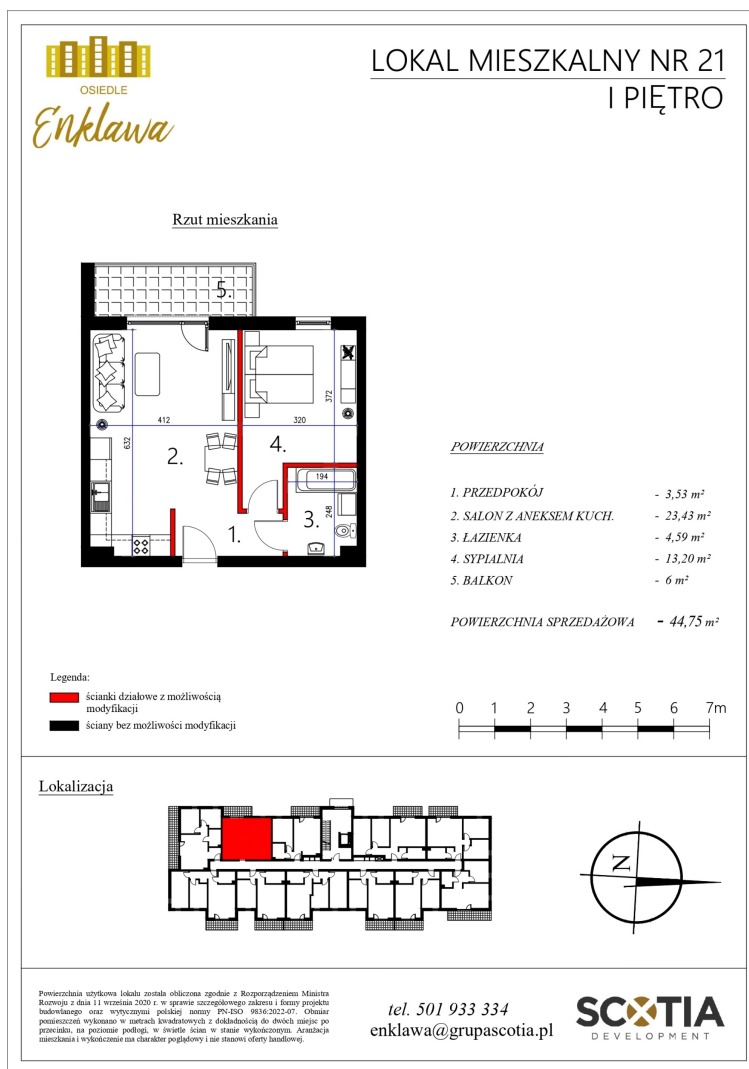 OSIEDLE
Enklawa
LOKAL MIESZKALNY NR 21
I PIĘTRO
Rzut mieszkania
5.
412
632
2.
372
320
4.
194
248
3.
1.
POWIERZCHNIA
1. PRZEDPOKÓJ - 3,53 m²
2. SALON Z ANEKSEM KUCH. - 23,43 m²
3. ŁAZIENKA - 4,59 m²
4. SYPIALNIA - 13,20 m²
5. BALKON - 6 m²
POWIERZCHNIA SPRZEDAŻOWA - 44,75 m²
Legenda:
ścianki działowe z możliwością
modyfikacji
ściany bez możliwości modyfikacji
0 1 2 3 4 5 6 7m
Lokalizacja
N
Powierzchnia użytkowa lokalu została obliczona zgodnie z Rozporządzeniem Ministra
Rozwoju z dnia 11 września 2020 r. w sprawie szczegółowego zakresu i formy projektu
budowlanego oraz wytycznymi polskiej normy PN-ISO 9836:2022-07. Obmiar
pomieszczeń wykonano w metrach kwadratowych z dokładnością do dwóch miejsc po
przecinku, na poziomie podłogi, w świetle ścian w stanie wykończonym. Aranżacja
mieszkania i wykończenie ma charakter poglądowy i nie stanowi oferty handlowej.
tel. 501 933 334
enklawa@grupascotia.pl
SCOTIA
DEVELOPMENT